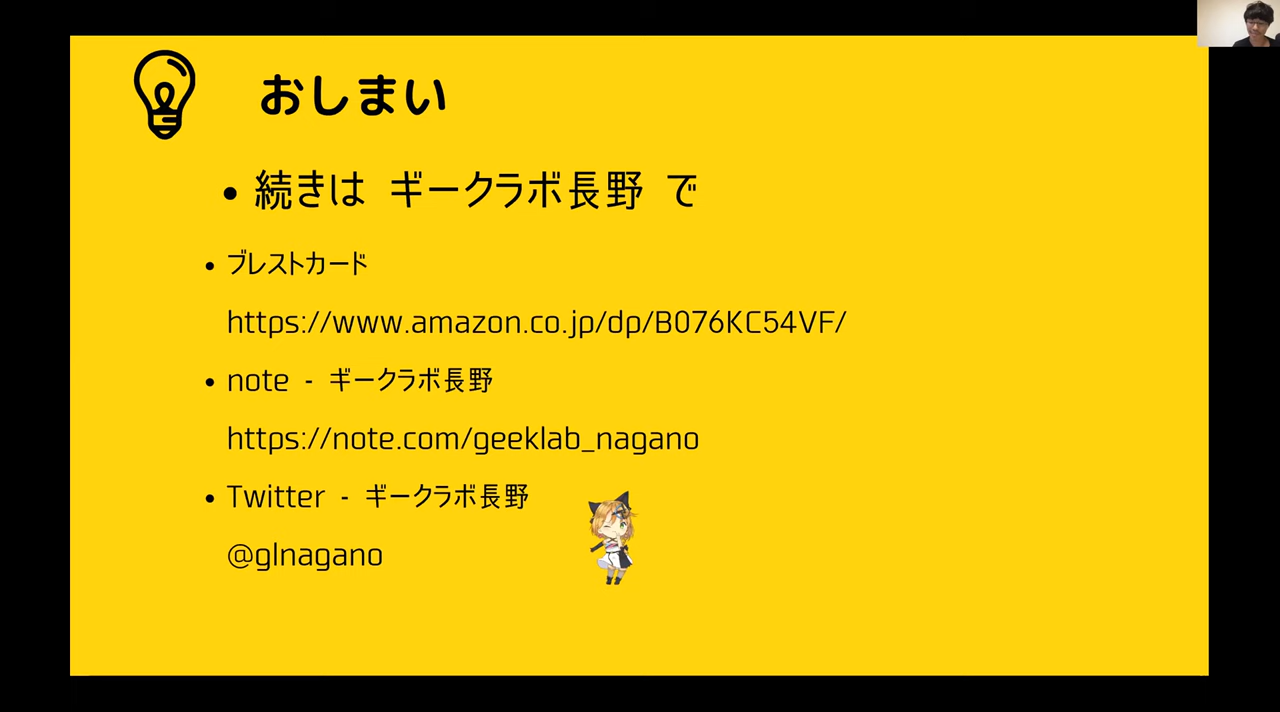 おしまい
• 続きは ギークラボ長野 で
• ブレストカード
https://www.amazon.co.jp/dp/B076KC54VF/
• note - ギークラボ長野
https://note.com/geeklab_nagano
• Twitter - ギークラボ長野
@glnagano